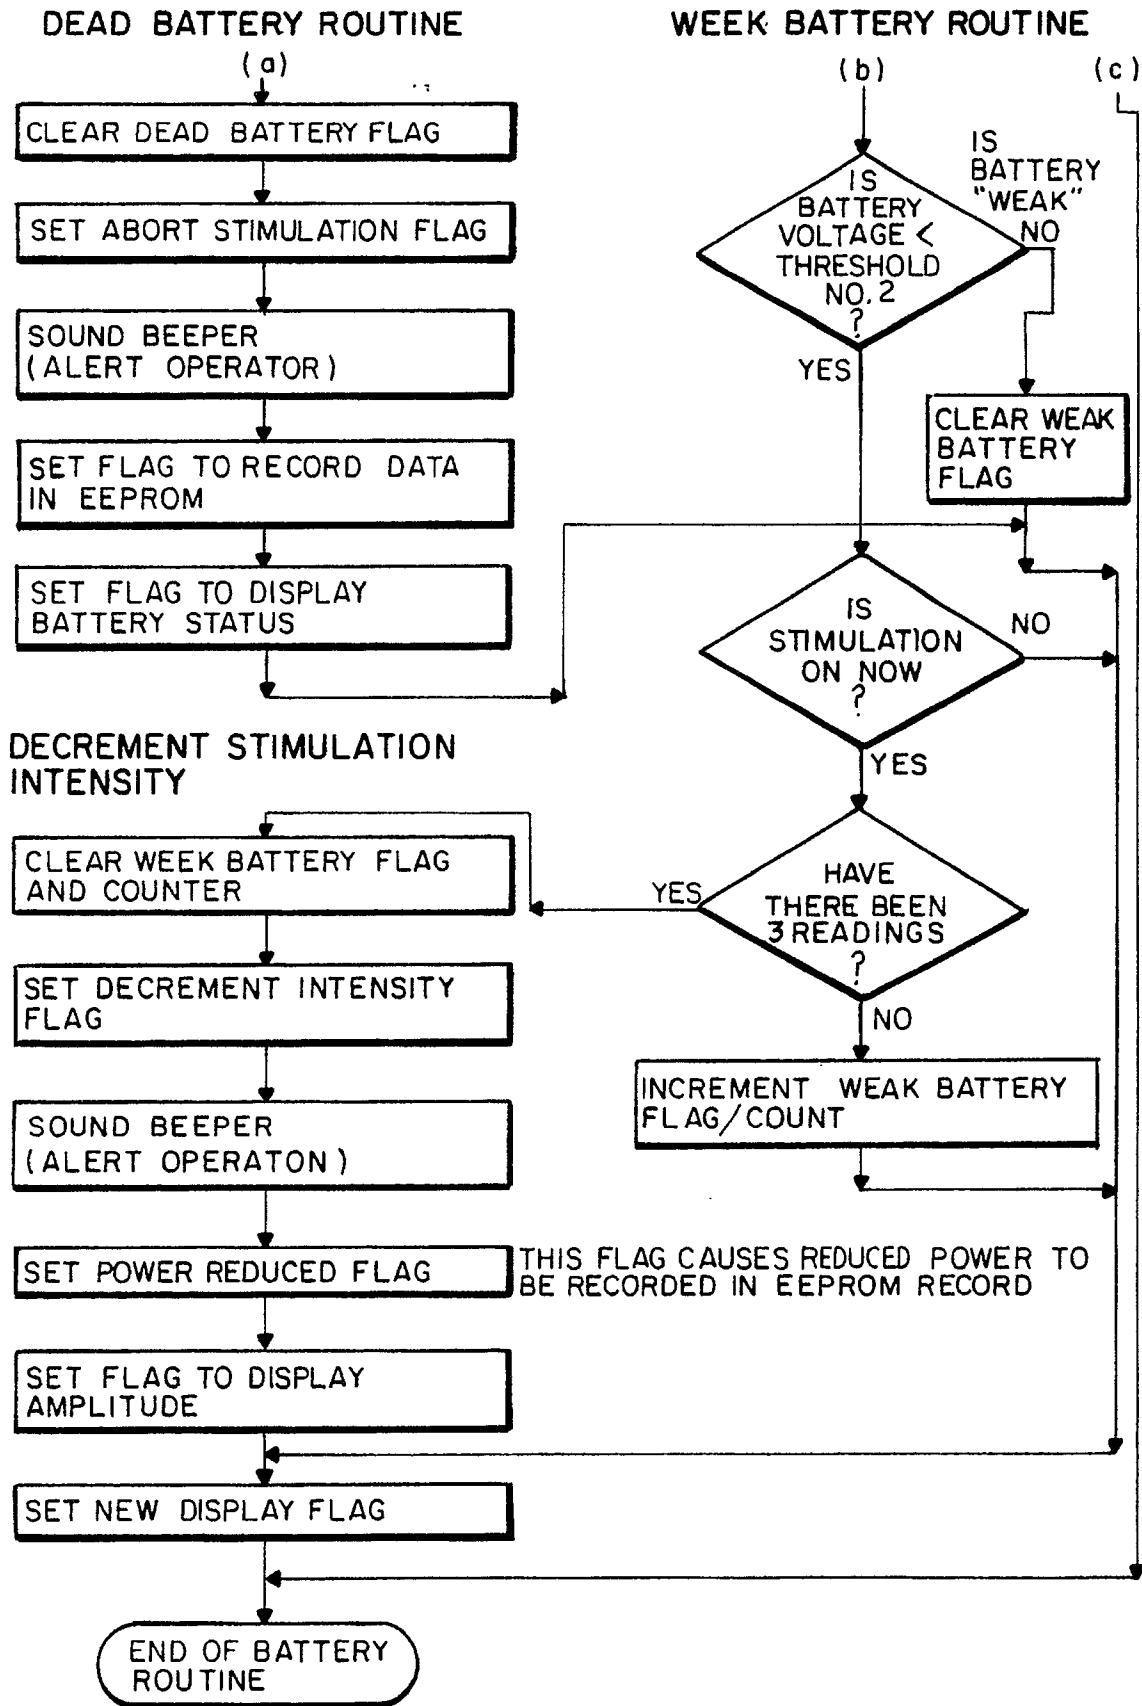 DEAD BATTERY ROUTINE
(a)
CLEAR DEAD BATTERY FLAG
SET ABORT STIMULATION FLAG
SOUND BEEPER
(ALERT OPERATOR)
SET FLAG TO RECORD DATA
IN EEPROM
SET FLAG TO DISPLAY
BATTERY STATUS
WEEK BATTERY ROUTINE
(b)
(c)
IS
BATTERY
VOLTAGE <
THRESHOLD
NO. 2
?
IS
BATTERY
"WEAK"
NO
YES
CLEAR WEAK
BATTERY
FLAG
IS
STIMULATION
ON NOW
?
NO
YES
HAVE
THERE BEEN
3 READINGS
?
YES
NO
INCREMENT WEAK BATTERY
FLAG/COUNT
DECREMENT STIMULATION
INTENSITY
CLEAR WEEK BATTERY FLAG
AND COUNTER
SET DECREMENT INTENSITY
FLAG
SOUND BEEPER
(ALERT OPERATON)
SET POWER REDUCED FLAG
THIS FLAG CAUSES REDUCED POWER TO
BE RECORDED IN EEPROM RECORD
SET FLAG TO DISPLAY
AMPLITUDE
SET NEW DISPLAY FLAG
END OF BATTERY
ROUTINE